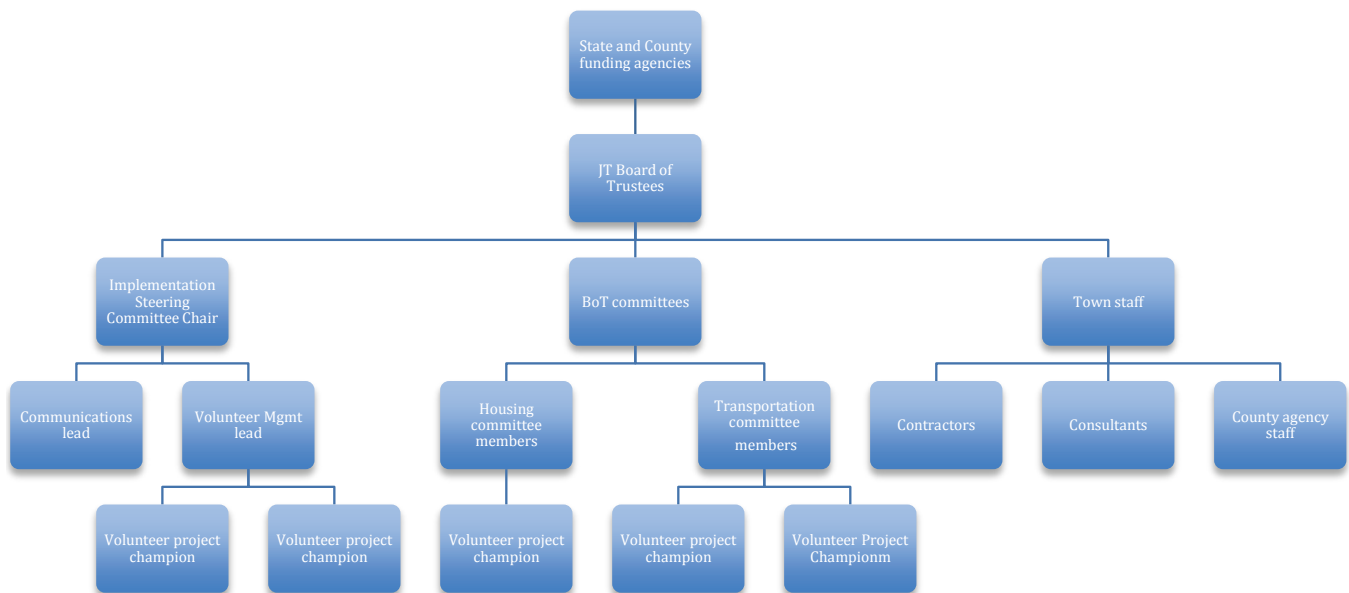 State and County
funding agencies
JT Board of
Trustees
Implementation
Steering
Committee Chair
BoT committees
Town staff
Communications
lead
Volunteer Mgmt
lead
Housing
committee
members
Transportation
committee
members
Contractors
Consultants
County agency
staff
Volunteer project
champion
Volunteer project
champion
Volunteer project
champion
Volunteer project
champion
Volunteer Project
Championm